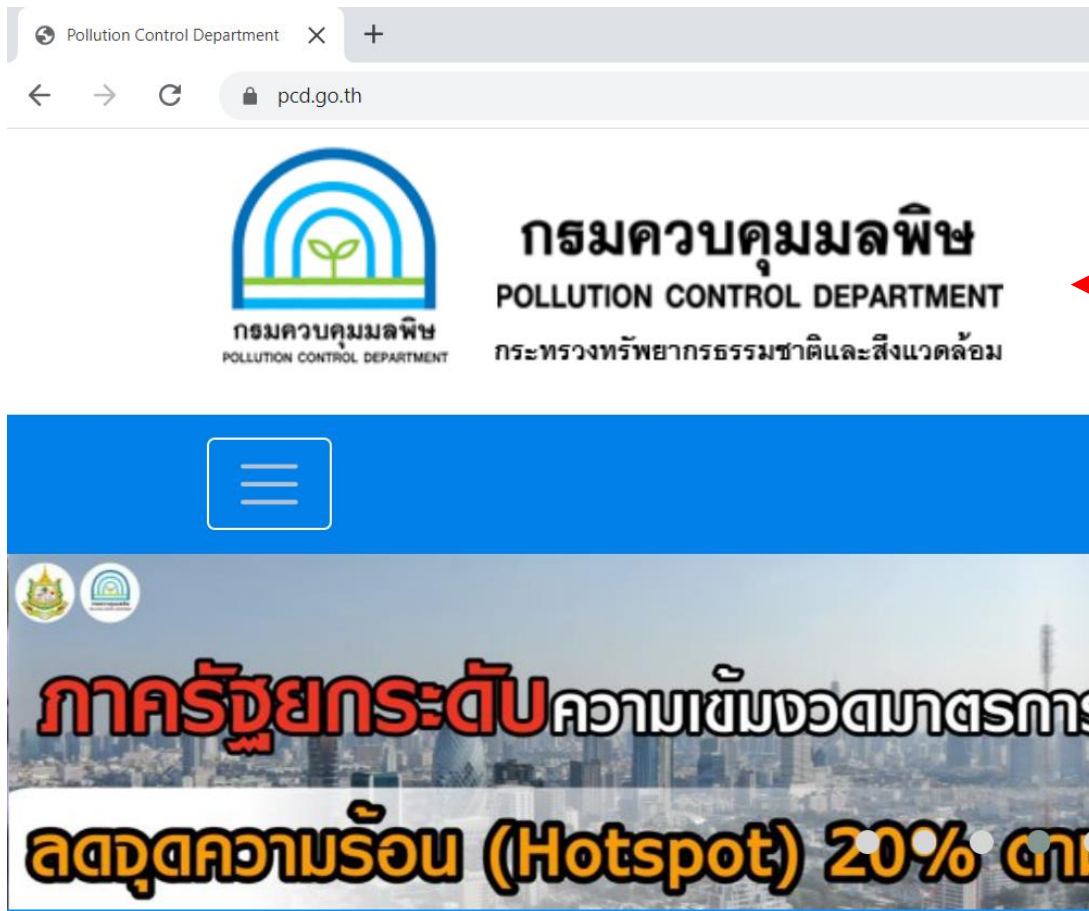 Pollution Control Department
pcd.go.th
กรมควบคุมมลพิษ
POLLUTION CONTROL DEPARTMENT
กรมควบคุมมลพิษ
POLLUTION CONTROL DEPARTMENT
กระทรวงทรัพยากรธรรมชาติและสิ่งแวดล้อม
ภาครัฐยกระดับความเข้มงวดมาตรการ
ลดจุดความร้อน (Hotspot) 20% ตาม